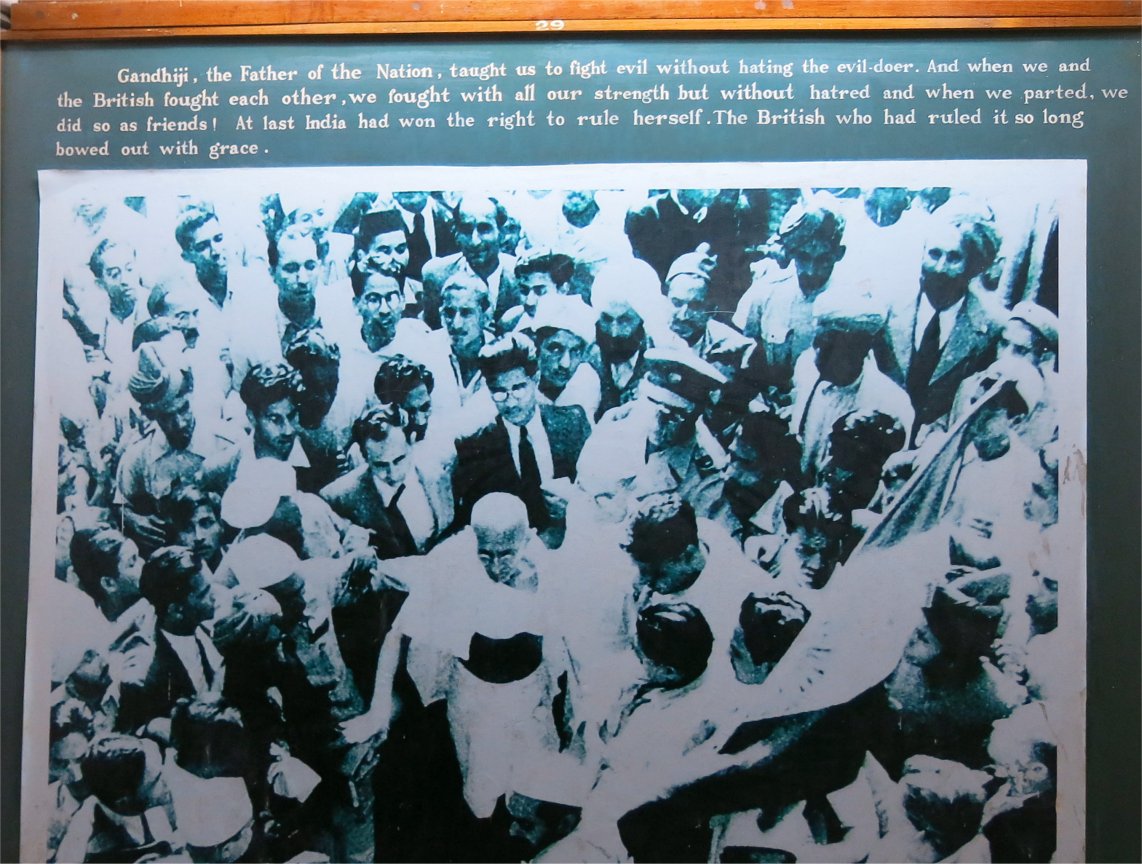 29
Gandhiji, the Father of the Nation, taught us to fight evil without hating the evil-doer. And when we and
the British fought each other, we fought with all our strength but without hatred and when we parted, we
did so as friends! At last India had won the right to rule herself. The British who had ruled it so long
bowed out with grace.